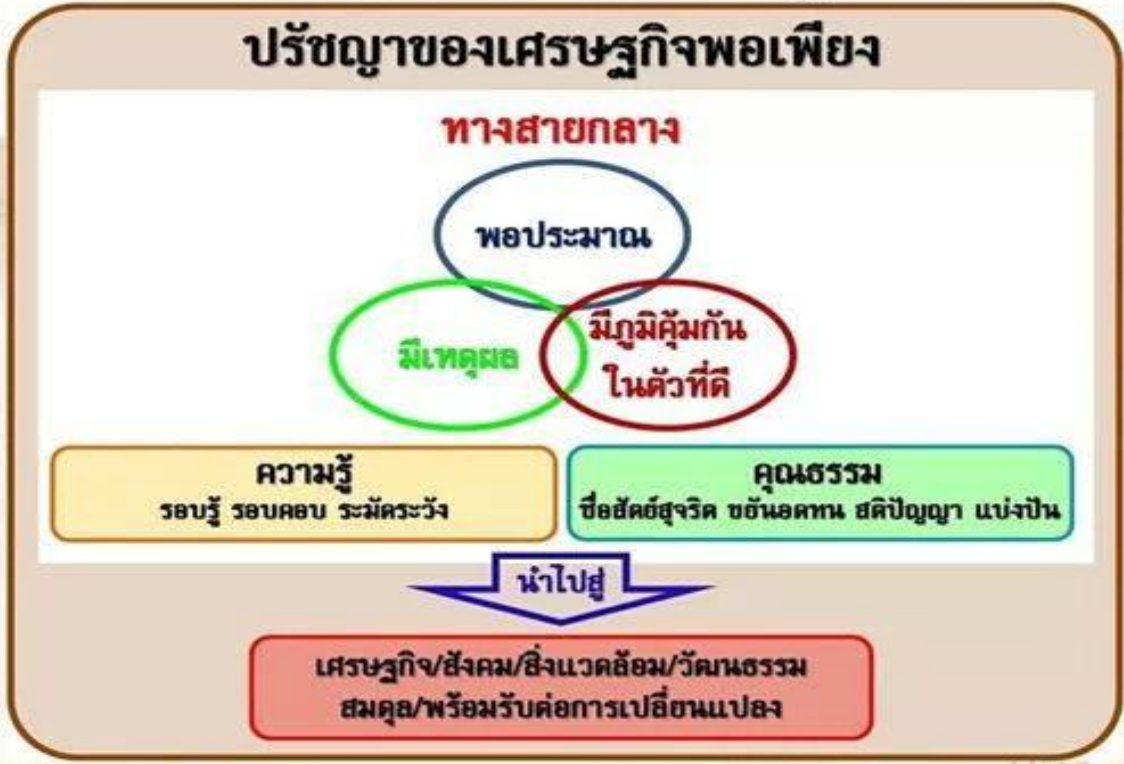 ปรัชญาของเศรษฐกิจพอเพียง
ทางสายกลาง
พอประมาณ
มีเหตุผล
มีภูมิคุ้มกัน
ในตัวที่ดี
ความรู้
รอบรู้ รอบคอบ ระมัดระวัง
คุณธรรม
ซื่อสัตย์สุจริต ขยันอดทน สติปัญญา แบ่งปัน
นำไปสู่
เศรษฐกิจ/สังคม/สิ่งแวดล้อม/วัฒนธรรม
สมดุล/พร้อมรับต่อการเปลี่ยนแปลง